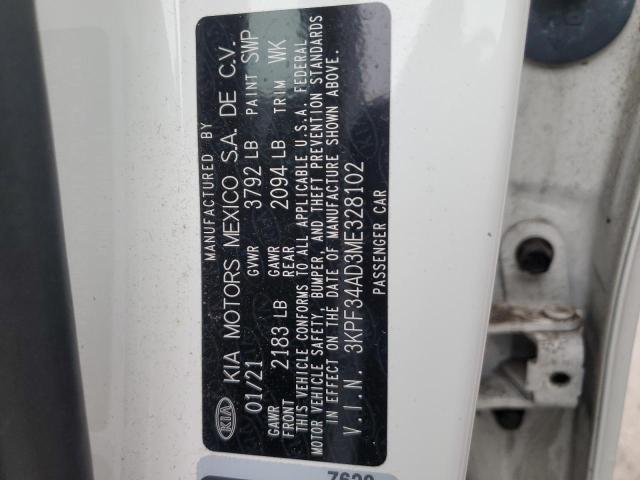 MANUFACTURED BY
KIA KIA MOTORS MEXICO S.A. DE C.V.
01/21 GVWR 3792 LB PAINT SWP
GAWR FRONT 2183 LB GAWR REAR 2094 LB TRIM WK
THIS VEHICLE CONFORMS TO ALL APPLICABLE U.S.A. FEDERAL
MOTOR VEHICLE SAFETY, BUMPER, AND THEFT PREVENTION STANDARDS
IN EFFECT ON THE DATE OF MANUFACTURE SHOWN ABOVE.
V.I.N. 3KPF34AD3ME328102
PASSENGER CAR